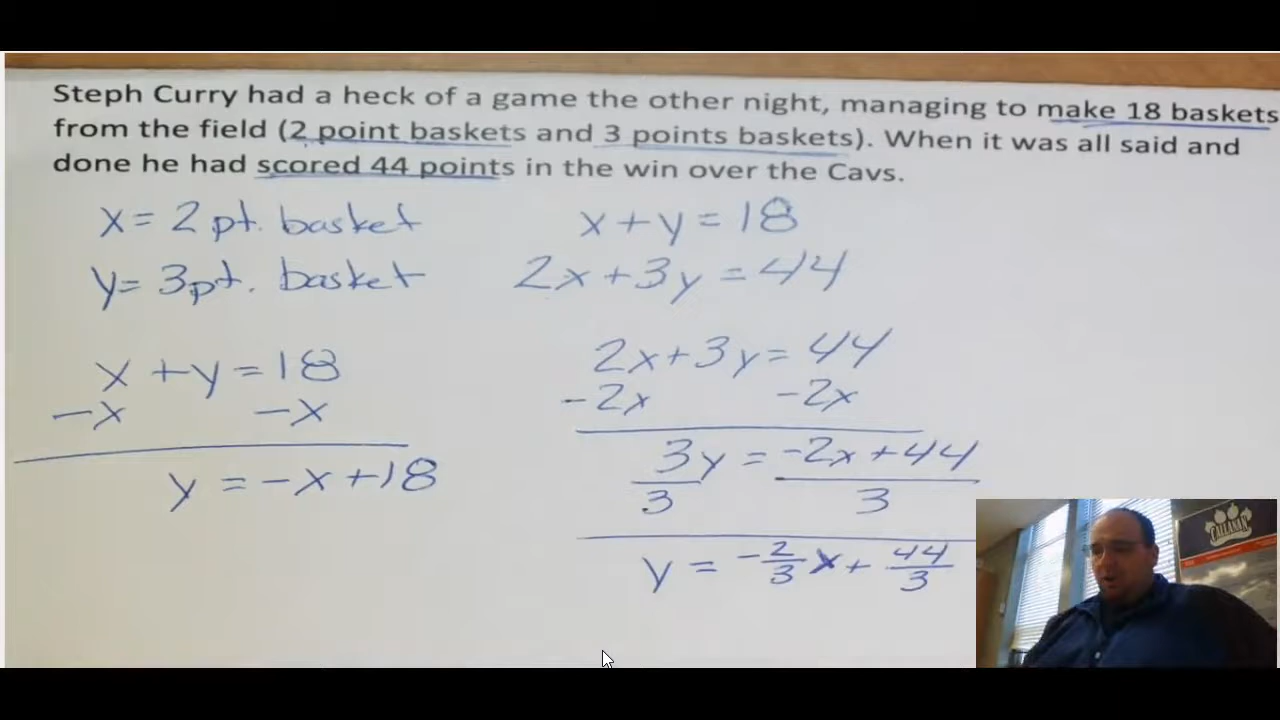 Steph Curry had a heck of a game the other night, managing to make 18 baskets
from the field (2 point baskets and 3 points baskets). When it was all said and
done he had scored 44 points in the win over the Cavs.
x = 2 pt. basket
y = 3 pt. basket
x + y = 18
2x + 3y = 44
x + y = 18
-x -x
y = -x + 18
2x + 3y = 44
-2x -2x
3y = -2x + 44
3 3
y = -2/3 x + 44/3
CALLANAN